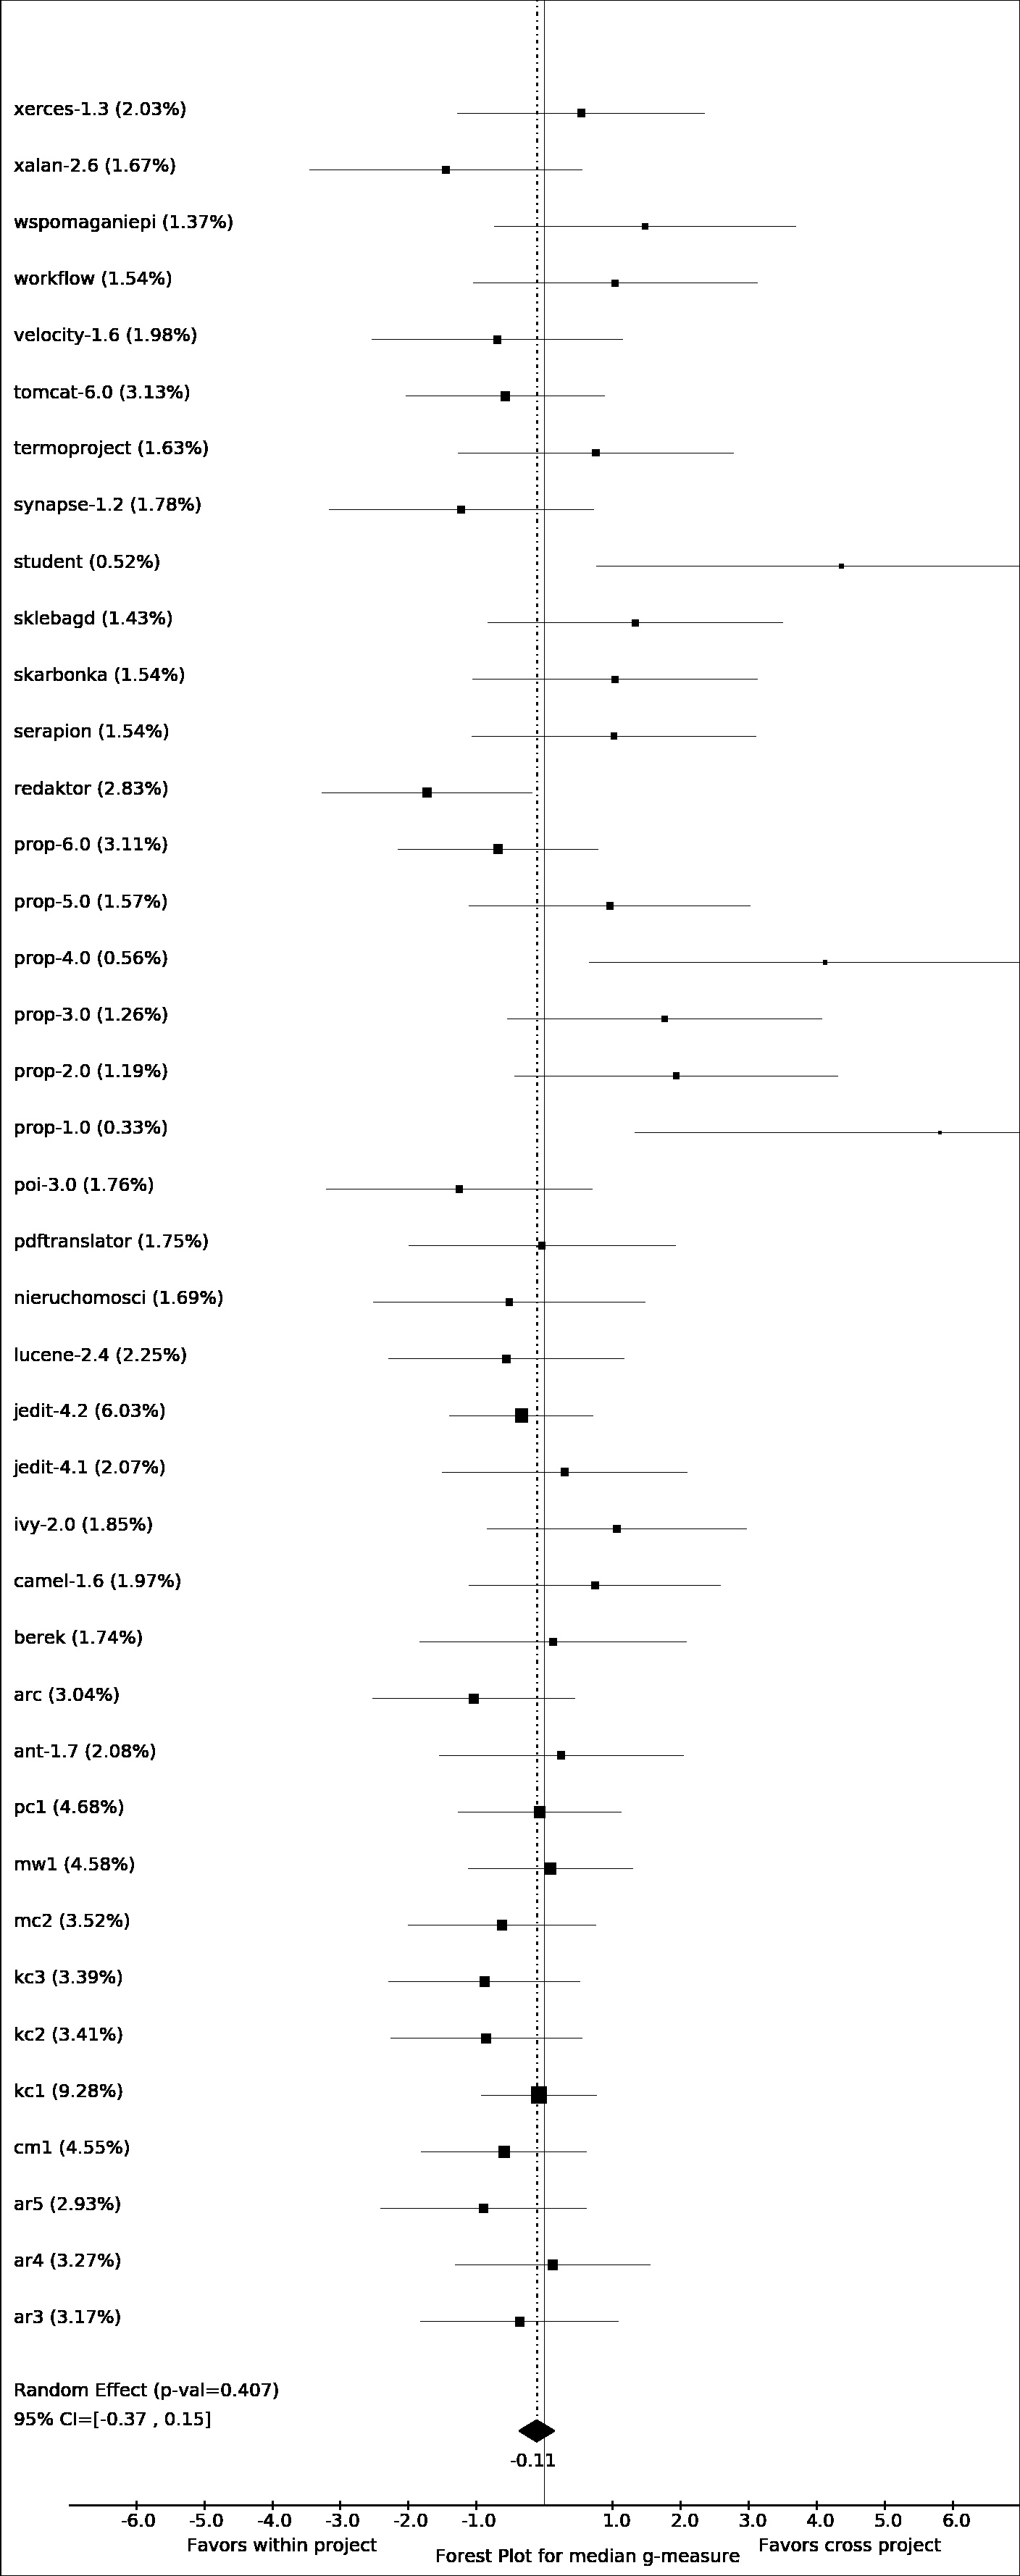 xerces-1.3 (2.03%)
xalan-2.6 (1.67%)
wspomaganiepi (1.37%)
workflow (1.54%)
velocity-1.6 (1.98%)
tomcat-6.0 (3.13%)
termoproject (1.63%)
synapse-1.2 (1.78%)
student (0.52%)
sklebagd (1.43%)
skarbonka (1.54%)
serapion (1.54%)
redaktor (2.83%)
prop-6.0 (3.11%)
prop-5.0 (1.57%)
prop-4.0 (0.56%)
prop-3.0 (1.26%)
prop-2.0 (1.19%)
prop-1.0 (0.33%)
poi-3.0 (1.76%)
pdftranslator (1.75%)
nieruchomosci (1.69%)
lucene-2.4 (2.25%)
jedit-4.2 (6.03%)
jedit-4.1 (2.07%)
ivy-2.0 (1.85%)
camel-1.6 (1.97%)
berek (1.74%)
arc (3.04%)
ant-1.7 (2.08%)
pc1 (4.68%)
mw1 (4.58%)
mc2 (3.52%)
kc3 (3.39%)
kc2 (3.41%)
kc1 (9.28%)
cm1 (4.55%)
ar5 (2.93%)
ar4 (3.27%)
ar3 (3.17%)
Random Effect (p-val=0.407)
95% CI=[-0.37 , 0.15]
-0.11
-6.0 -5.0 -4.0 -3.0 -2.0 -1.0 1.0 2.0 3.0 4.0 5.0 6.0
Favors within project Favors cross project
Forest Plot for median g-measure